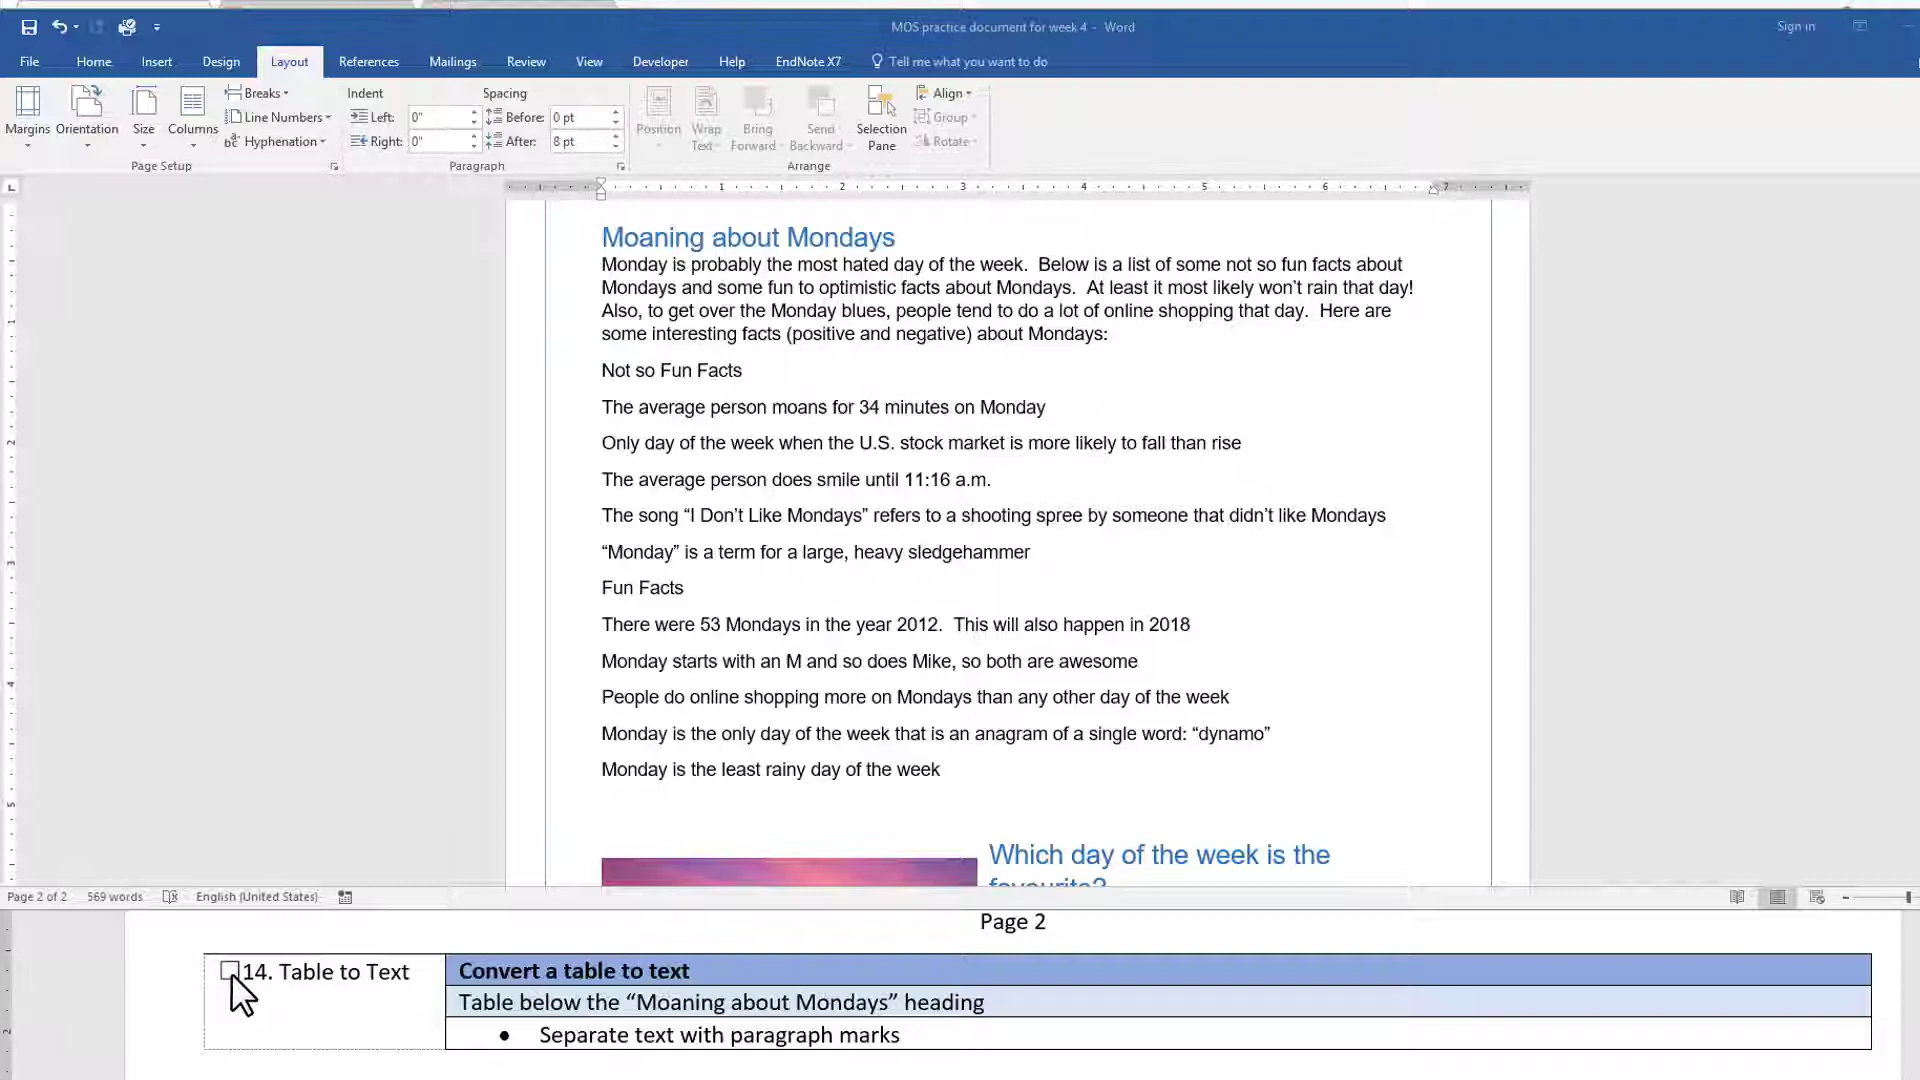 MOS practice document for week 4 - Word
Sign in
File Home Insert Design Layout References Mailings Review View Developer Help EndNote X7 Tell me what you want to do
Margins Orientation Size Columns
Breaks
Line Numbers
Hyphenation
Page Setup
Indent
Left: 0"
Right: 0"
Spacing
Before: 0 pt
After: 8 pt
Paragraph
Position Wrap Text Bring Forward Send Backward Selection Pane
Align
Group
Rotate
Arrange
1 2 3 4 5 6 7
Moaning about Mondays
Monday is probably the most hated day of the week.  Below is a list of some not so fun facts about
Mondays and some fun to optimistic facts about Mondays.  At least it most likely won’t rain that day!
Also, to get over the Monday blues, people tend to do a lot of online shopping that day.  Here are
some interesting facts (positive and negative) about Mondays:
Not so Fun Facts
The average person moans for 34 minutes on Monday
Only day of the week when the U.S. stock market is more likely to fall than rise
The average person does smile until 11:16 a.m.
The song “I Don’t Like Mondays” refers to a shooting spree by someone that didn’t like Mondays
“Monday” is a term for a large, heavy sledgehammer
Fun Facts
There were 53 Mondays in the year 2012.  This will also happen in 2018
Monday starts with an M and so does Mike, so both are awesome
People do online shopping more on Mondays than any other day of the week
Monday is the only day of the week that is an anagram of a single word: “dynamo”
Monday is the least rainy day of the week
Which day of the week is the
favourite?
Page 2 of 2 569 words English (United States)
Page 2
14. Table to Text
Convert a table to text
Table below the “Moaning about Mondays” heading
• Separate text with paragraph marks